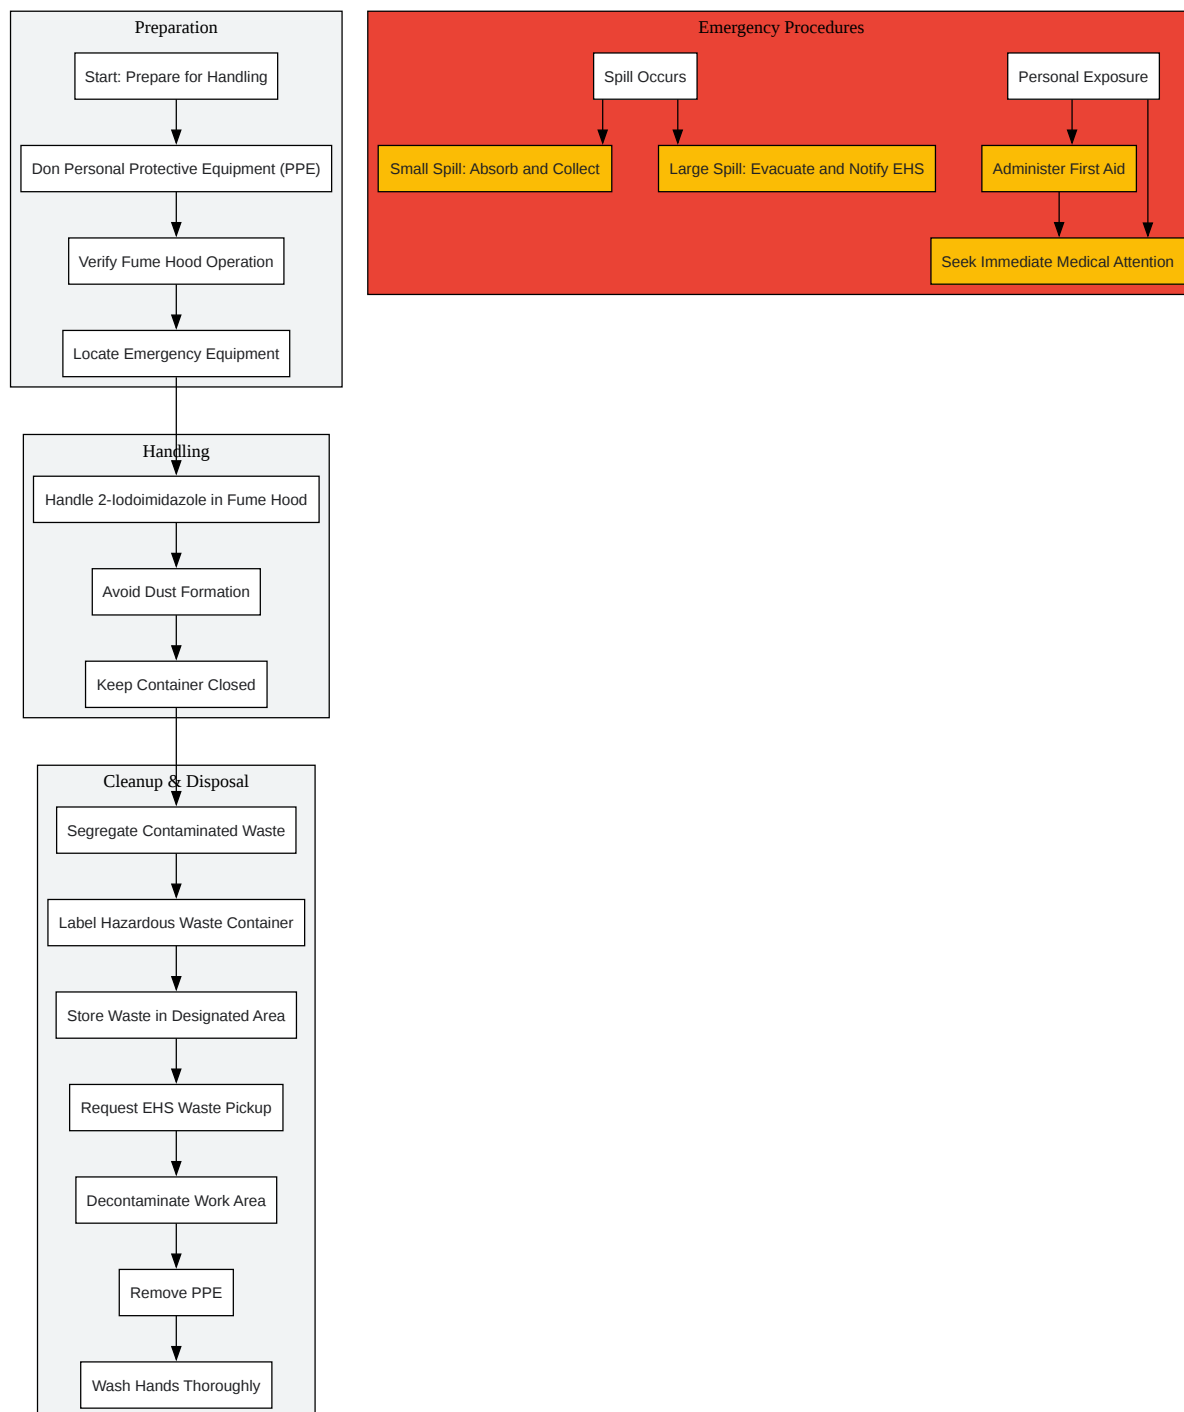 Preparation
Start: Prepare for Handling
Don Personal Protective Equipment (PPE)
Verify Fume Hood Operation
Locate Emergency Equipment
Handling
Handle 2-Iodoimidazole in Fume Hood
Avoid Dust Formation
Keep Container Closed
Cleanup & Disposal
Segregate Contaminated Waste
Label Hazardous Waste Container
Store Waste in Designated Area
Request EHS Waste Pickup
Decontaminate Work Area
Remove PPE
Wash Hands Thoroughly
Emergency Procedures
Spill Occurs
Small Spill: Absorb and Collect
Large Spill: Evacuate and Notify EHS
Personal Exposure
Administer First Aid
Seek Immediate Medical Attention